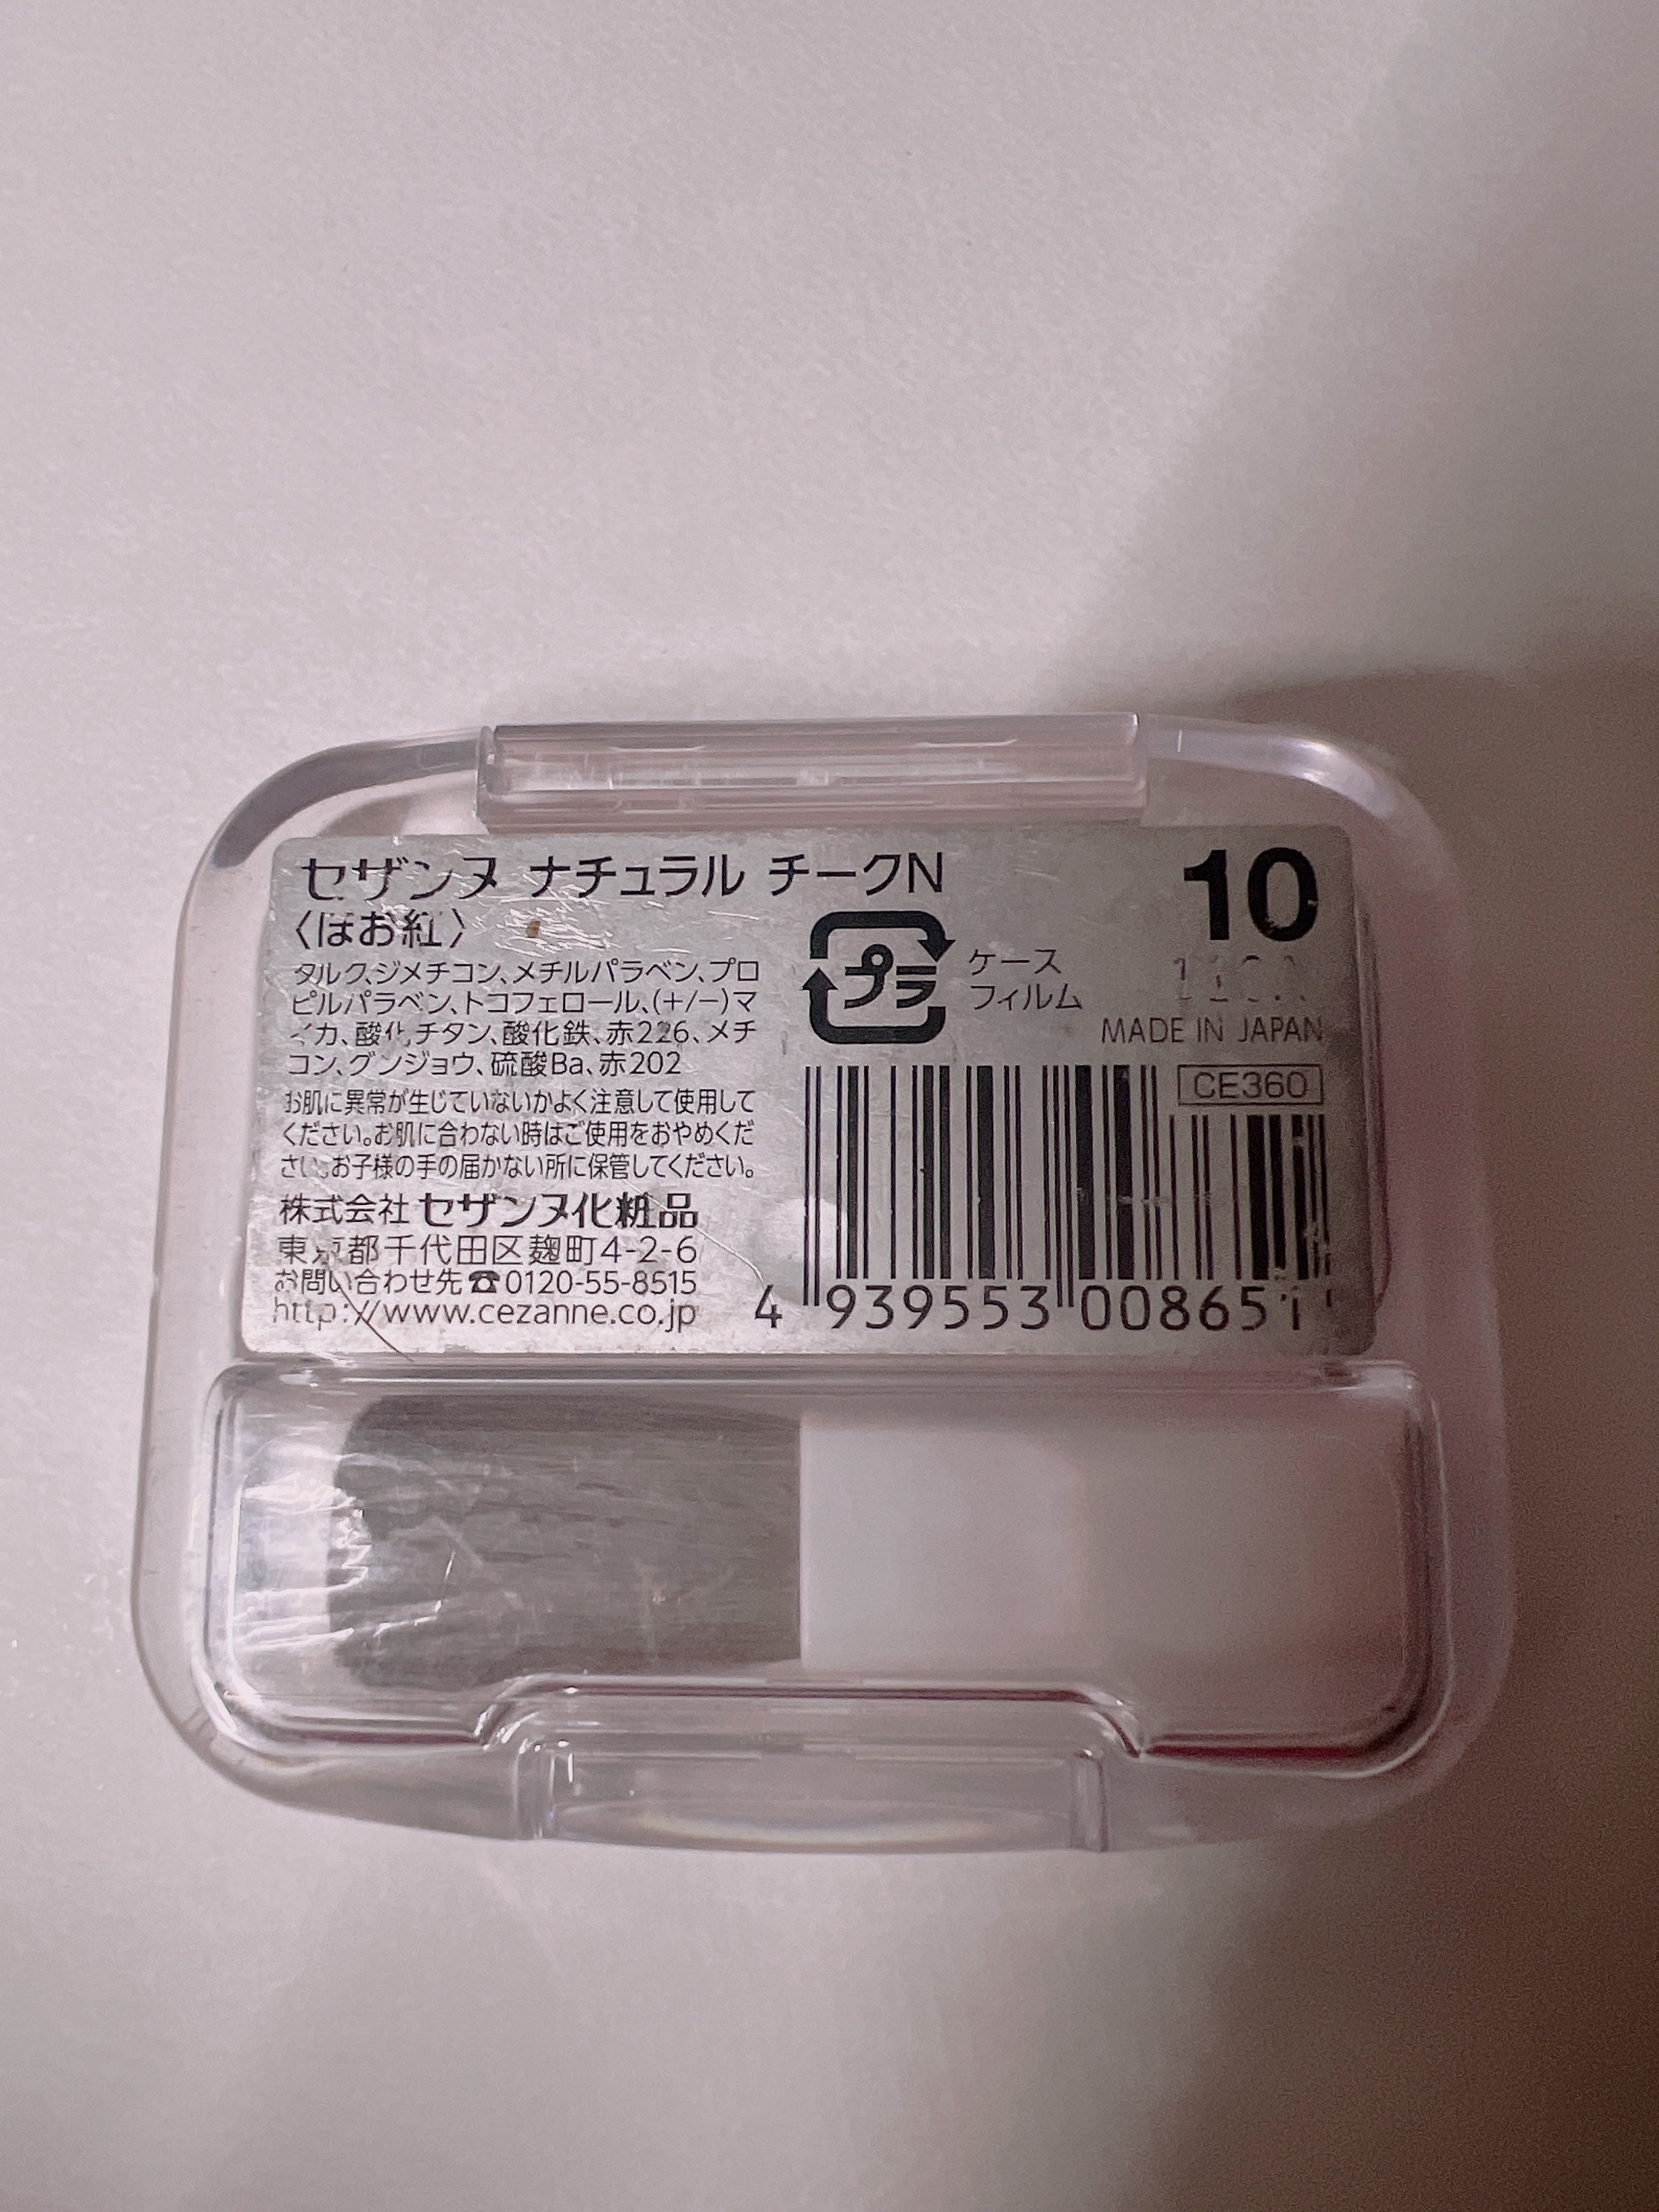 セザンヌ ナチュラル チークN
〈ほお紅〉
10
タルク、ジメチコン、メチルパラベン、プロ
ピルパラベン、トコフェロール、(+/−)マ
イカ、酸化チタン、酸化鉄、赤226、メチ
コン、グンジョウ、硫酸Ba、赤202
お肌に異常が生じていないかよく注意して使用して
ください。お肌に合わない時はご使用をおやめくだ
さい。お子様の手の届かない所に保管してください。
株式会社 セザンヌ化粧品
東京都千代田区麹町4-2-6
お問い合わせ先☎0120-55-8515
http://www.cezanne.co.jp
プラ
ケース
フィルム
MADE IN JAPAN
CE360
4 939553 008651